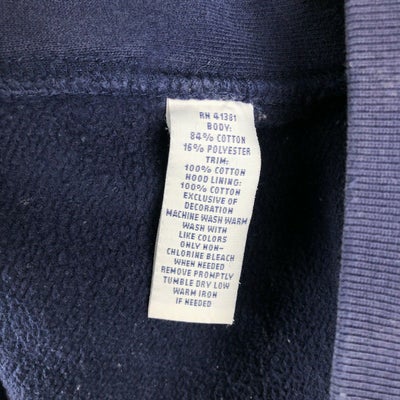 RN 41381
BODY:
84% COTTON
16% POLYESTER
TRIM:
100% COTTON
HOOD LINING:
100% COTTON
EXCLUSIVE OF
DECORATION
MACHINE WASH WARM
WASH WITH
LIKE COLORS
ONLY NON-
CHLORINE BLEACH
WHEN NEEDED
REMOVE PROMPTLY
TUMBLE DRY LOW
WARM IRON
IF NEEDED